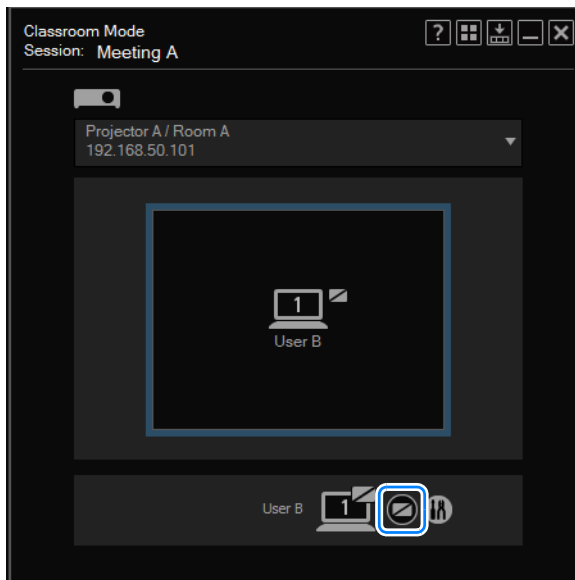 Classroom Mode
Session: Meeting A
?
Projector A / Room A
192.168.50.101
1
User B
User B
1